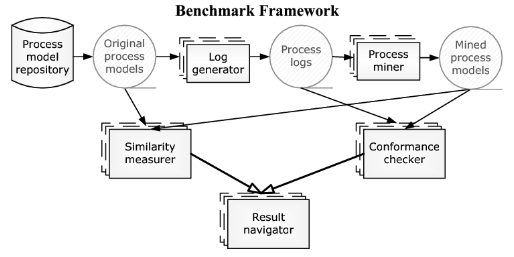 Benchmark Framework
Process
model
repository
Original
process
models
Log
generator
Process
logs
Process
miner
Mined
process
models
Similarity
measurer
Conformance
checker
Result
navigator